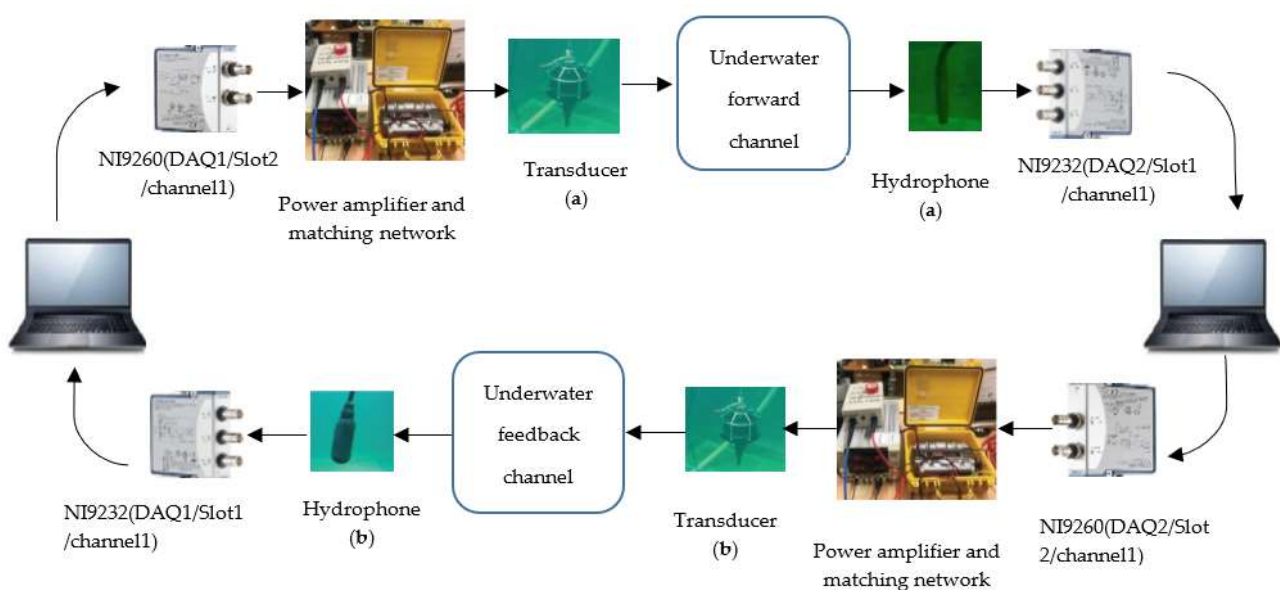 Underwater
forward
channel
NI9260(DAQ1/Slot2
/channel1)
Power amplifier and
matching network
Transducer
(a)
Hydrophone
(a)
NI9232(DAQ2/Slot1
/channel1)
Underwater
feedback
channel
NI9232(DAQ1/Slot1
/channel1)
Hydrophone
(b)
Transducer
(b)
Power amplifier and
matching network
NI9260(DAQ2/Slot
2/channel1)